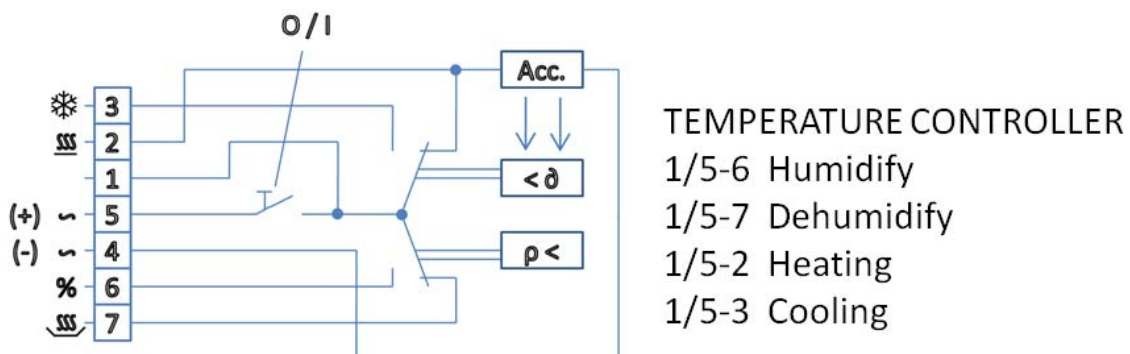 O / I
Acc.
3
2
1
(+) ~ 5
(-) ~ 4
% 6
7
< ∂
ρ <
TEMPERATURE CONTROLLER
1/5-6 Humidify
1/5-7 Dehumidify
1/5-2 Heating
1/5-3 Cooling